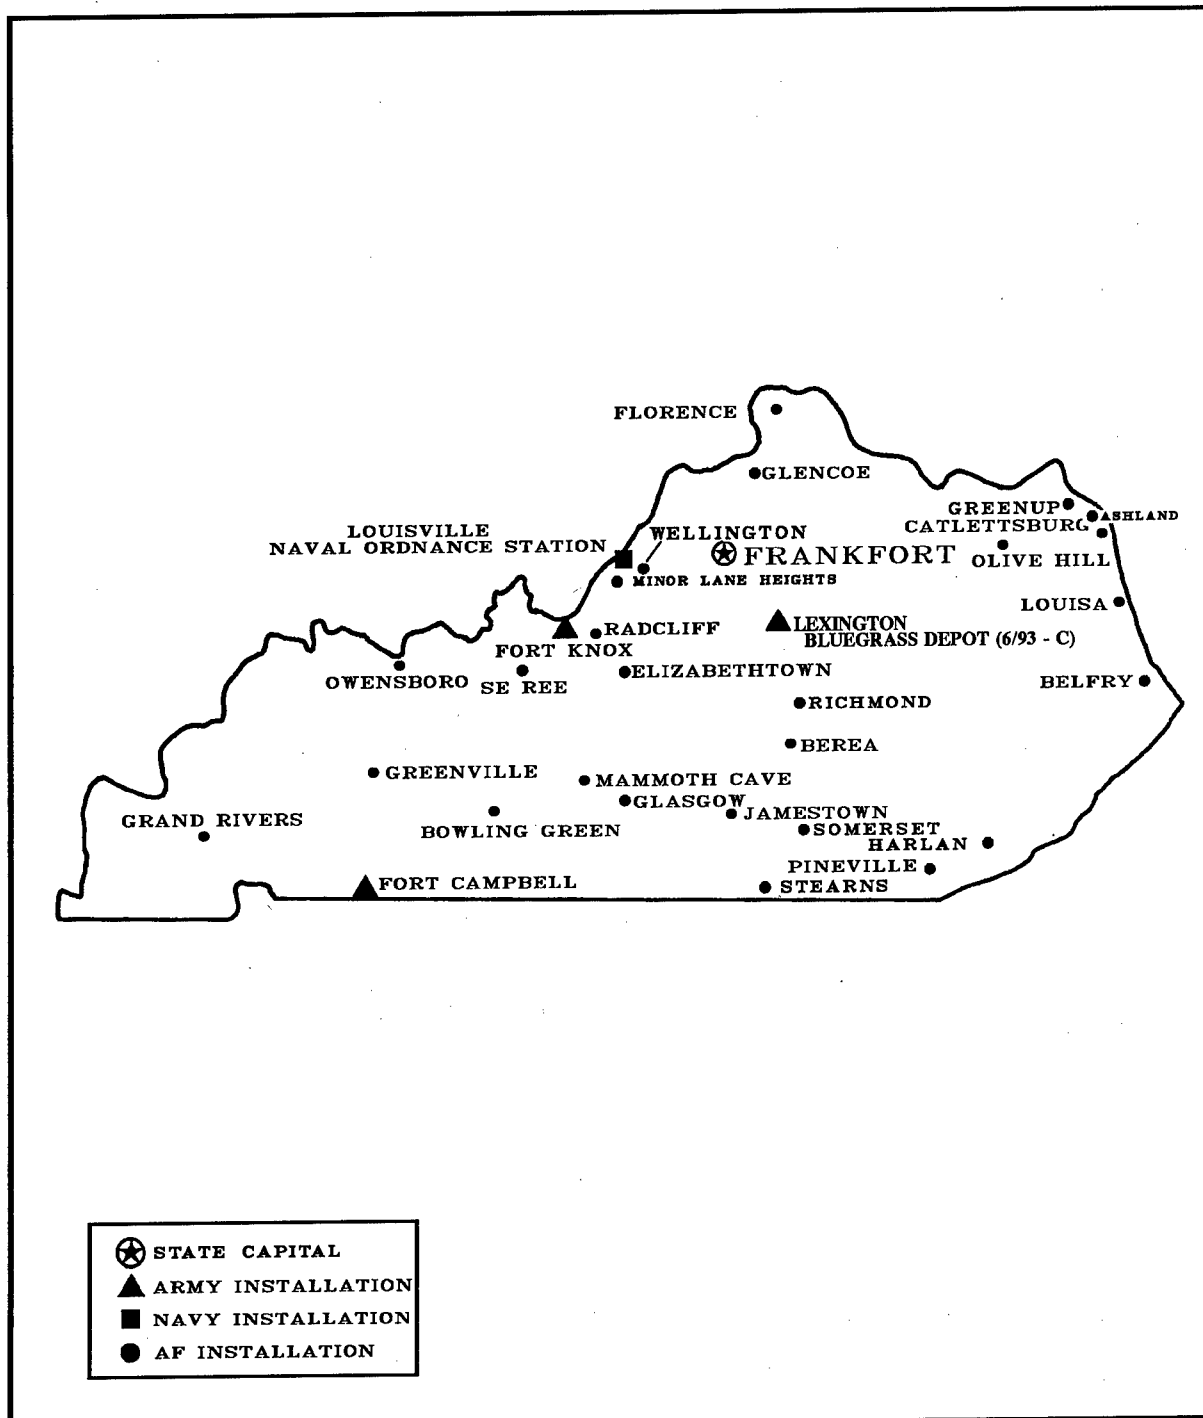 FLORENCE
GLENCOE
GREENUP
ASHLAND
CATLETTSBURG
LOUISVILLE
NAVAL ORDNANCE STATION
WELLINGTON
FRANKFORT
OLIVE HILL
MINOR LANE HEIGHTS
LOUISA
RADCLIFF
LEXINGTON
BLUEGRASS DEPOT (6/93 - C)
FORT KNOX
OWENSBORO
SE REE
ELIZABETHTOWN
BELFRY
RICHMOND
BEREA
GREENVILLE
MAMMOTH CAVE
GLASGOW
JAMESTOWN
GRAND RIVERS
BOWLING GREEN
SOMERSET
HARLAN
PINEVILLE
FORT CAMPBELL
STEARNS
STATE CAPITAL
ARMY INSTALLATION
NAVY INSTALLATION
AF INSTALLATION